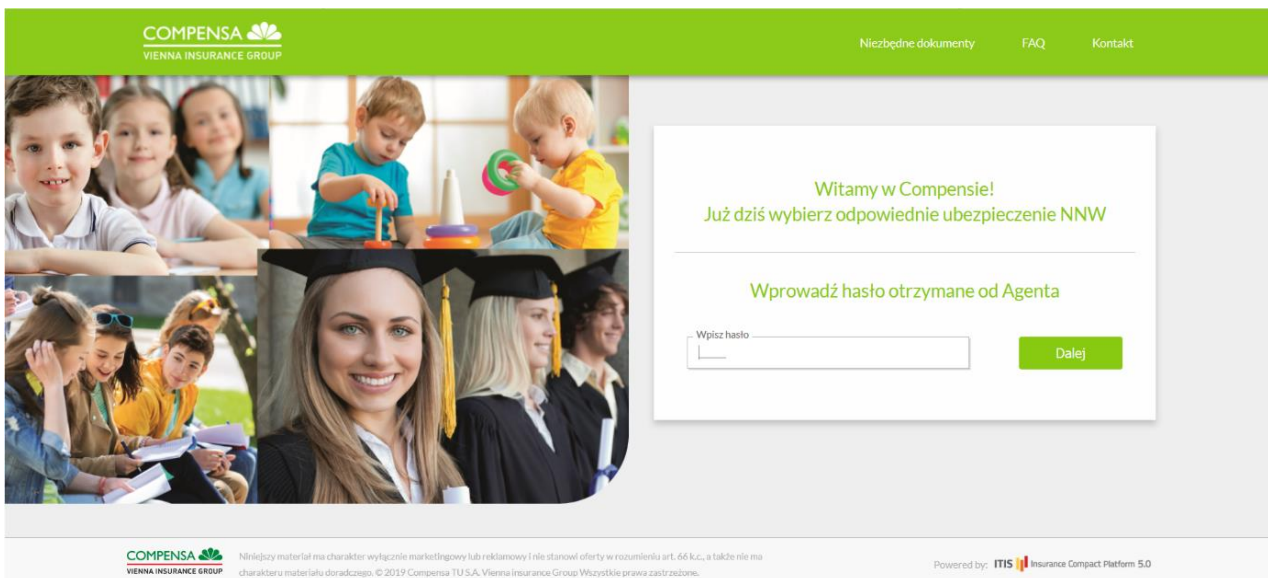 COMPENSA
VIENNA INSURANCE GROUP
Niezbędne dokumenty FAQ Kontakt
Witamy w Compensie!
Już dziś wybierz odpowiednie ubezpieczenie NNW
Wprowadź hasło otrzymane od Agenta
Wpisz hasło
Dalej
COMPENSA
VIENNA INSURANCE GROUP
Niniejszy materiał ma charakter wyłącznie marketingowy lub reklamowy i nie stanowi oferty w rozumieniu art. 66 k.c., a także nie ma
charakteru materiału doradczego. © 2019 Compensa TU S.A. Vienna insurance Group Wszystkie prawa zastrzeżone.
Powered by: ITIS Insurance Compact Platform 5.0